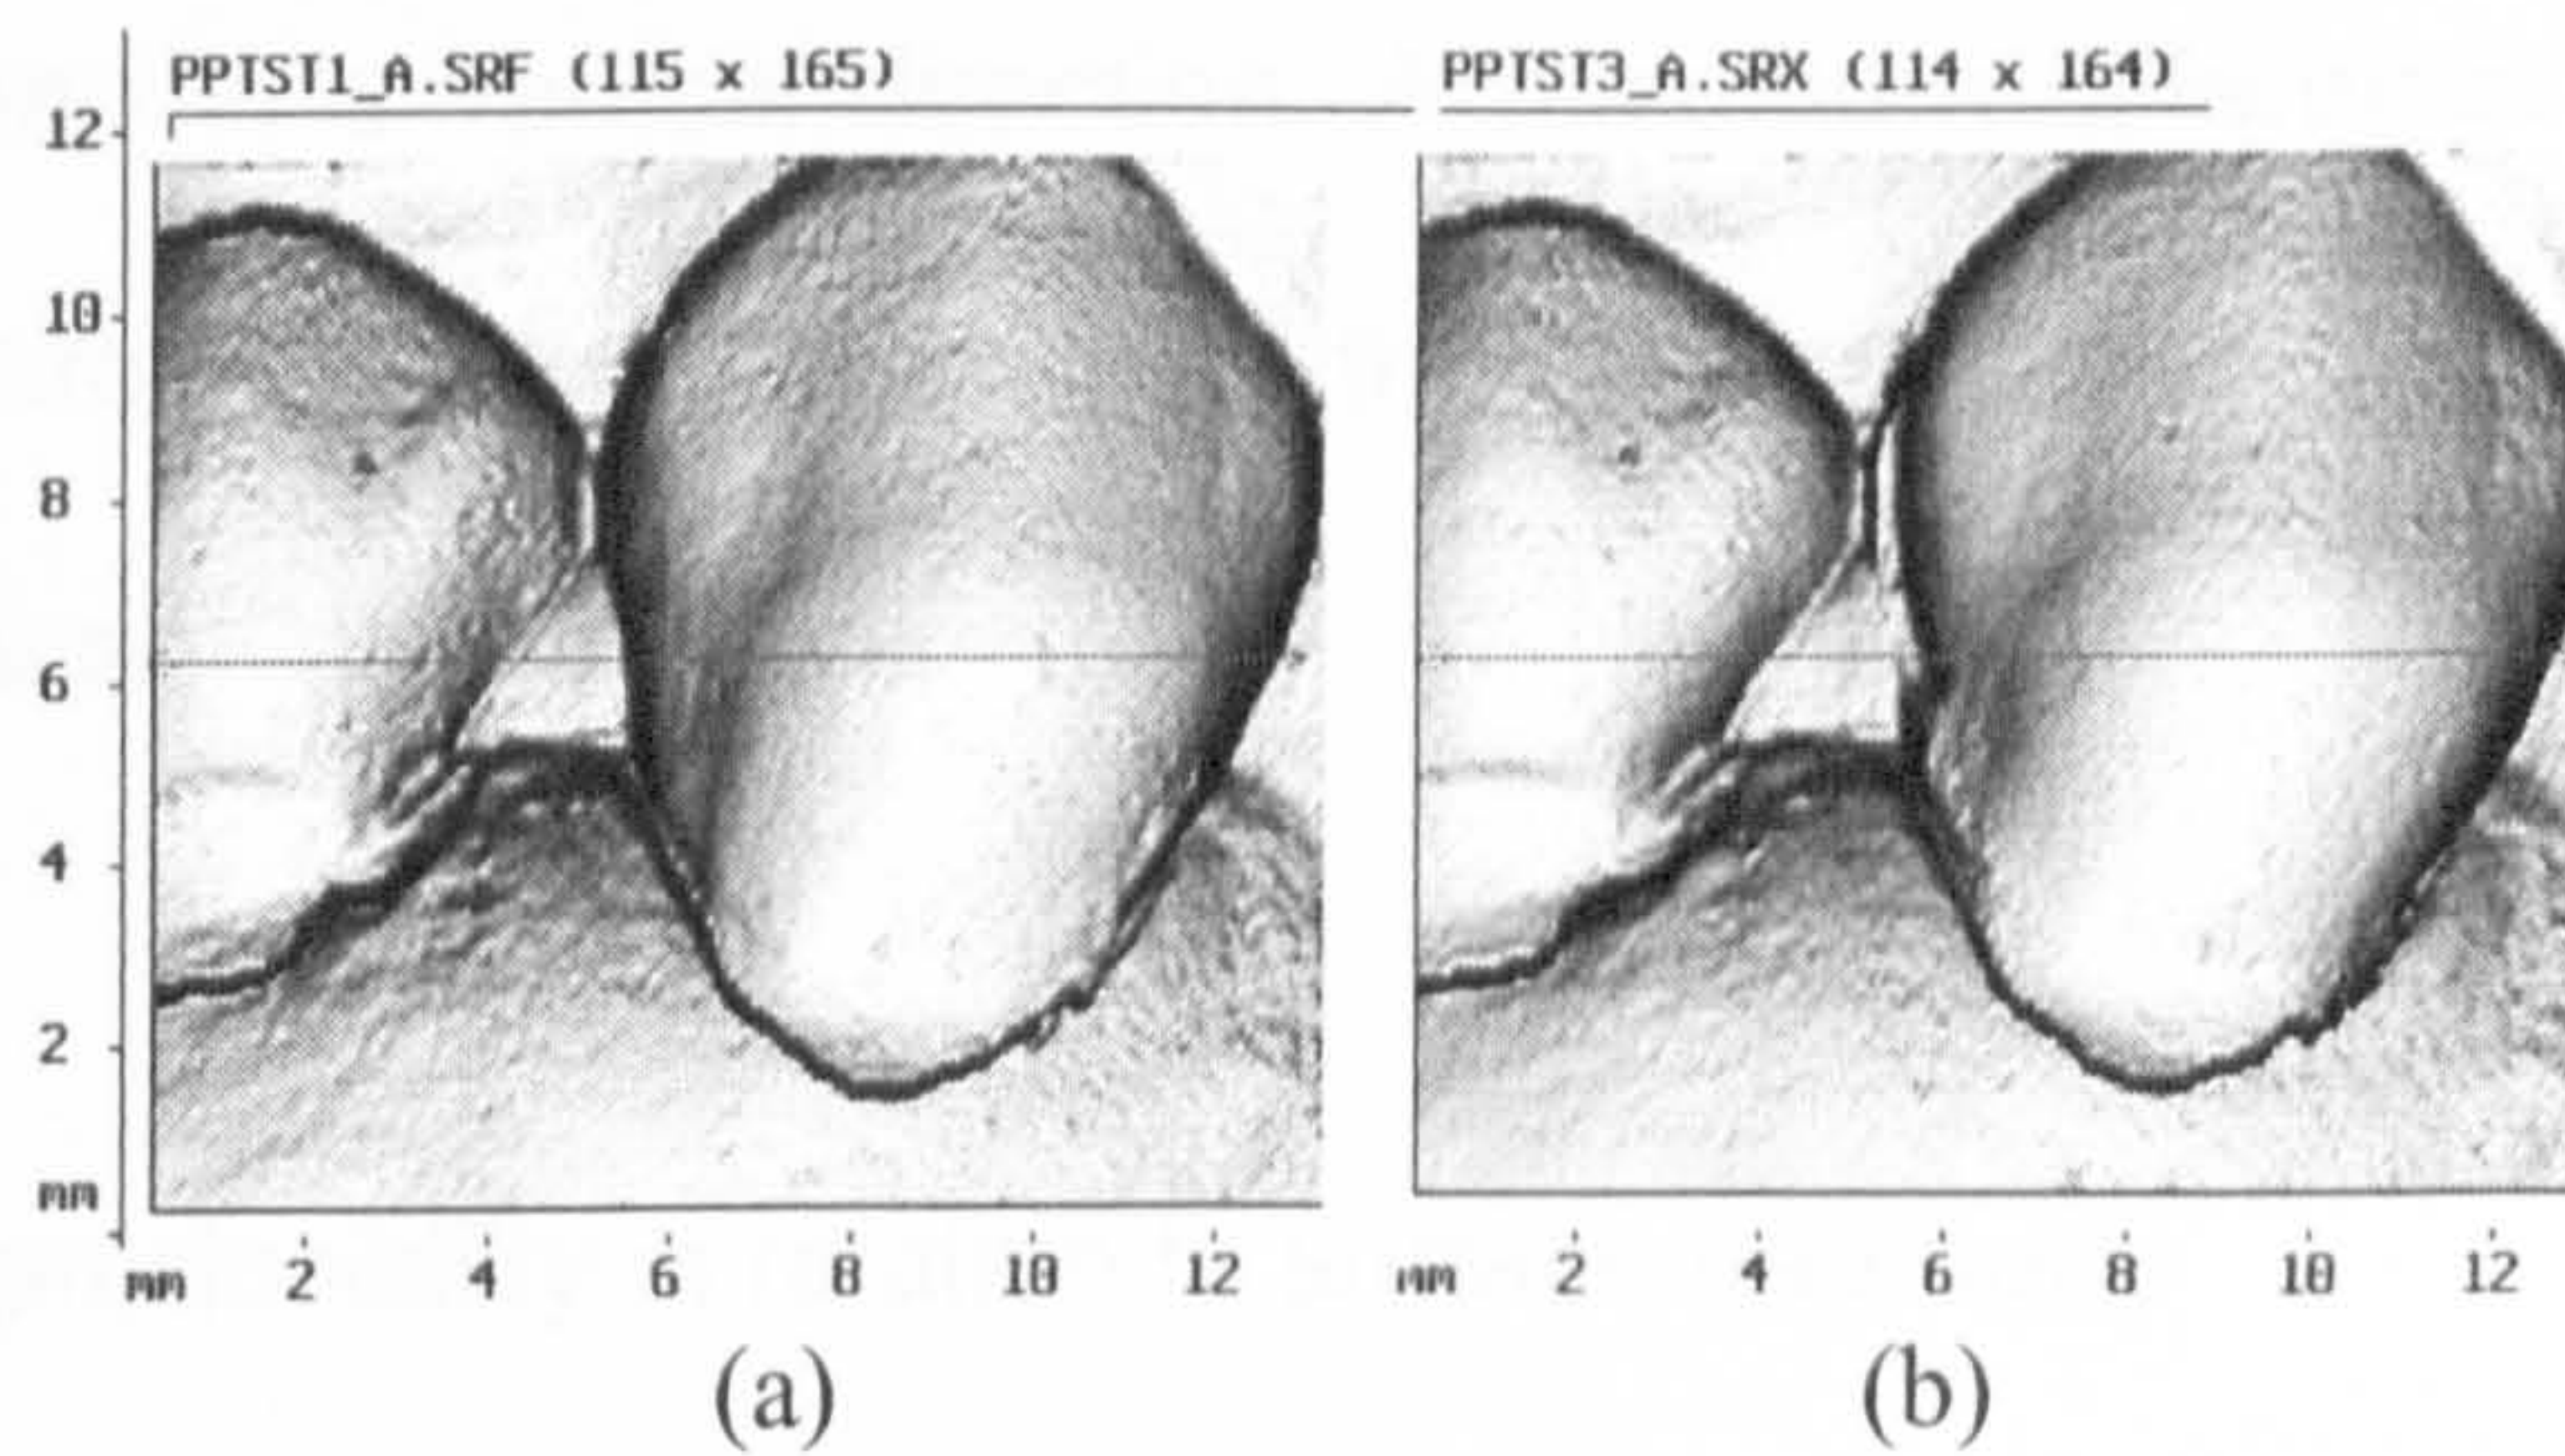 PPTST1_A.SRF (115 x 165)
PPTST3_A.SRX (114 x 164)
12
10
8
6
4
2
mm
mm 2 4 6 8 10 12
mm 2 4 6 8 10 12
(a)
(b)